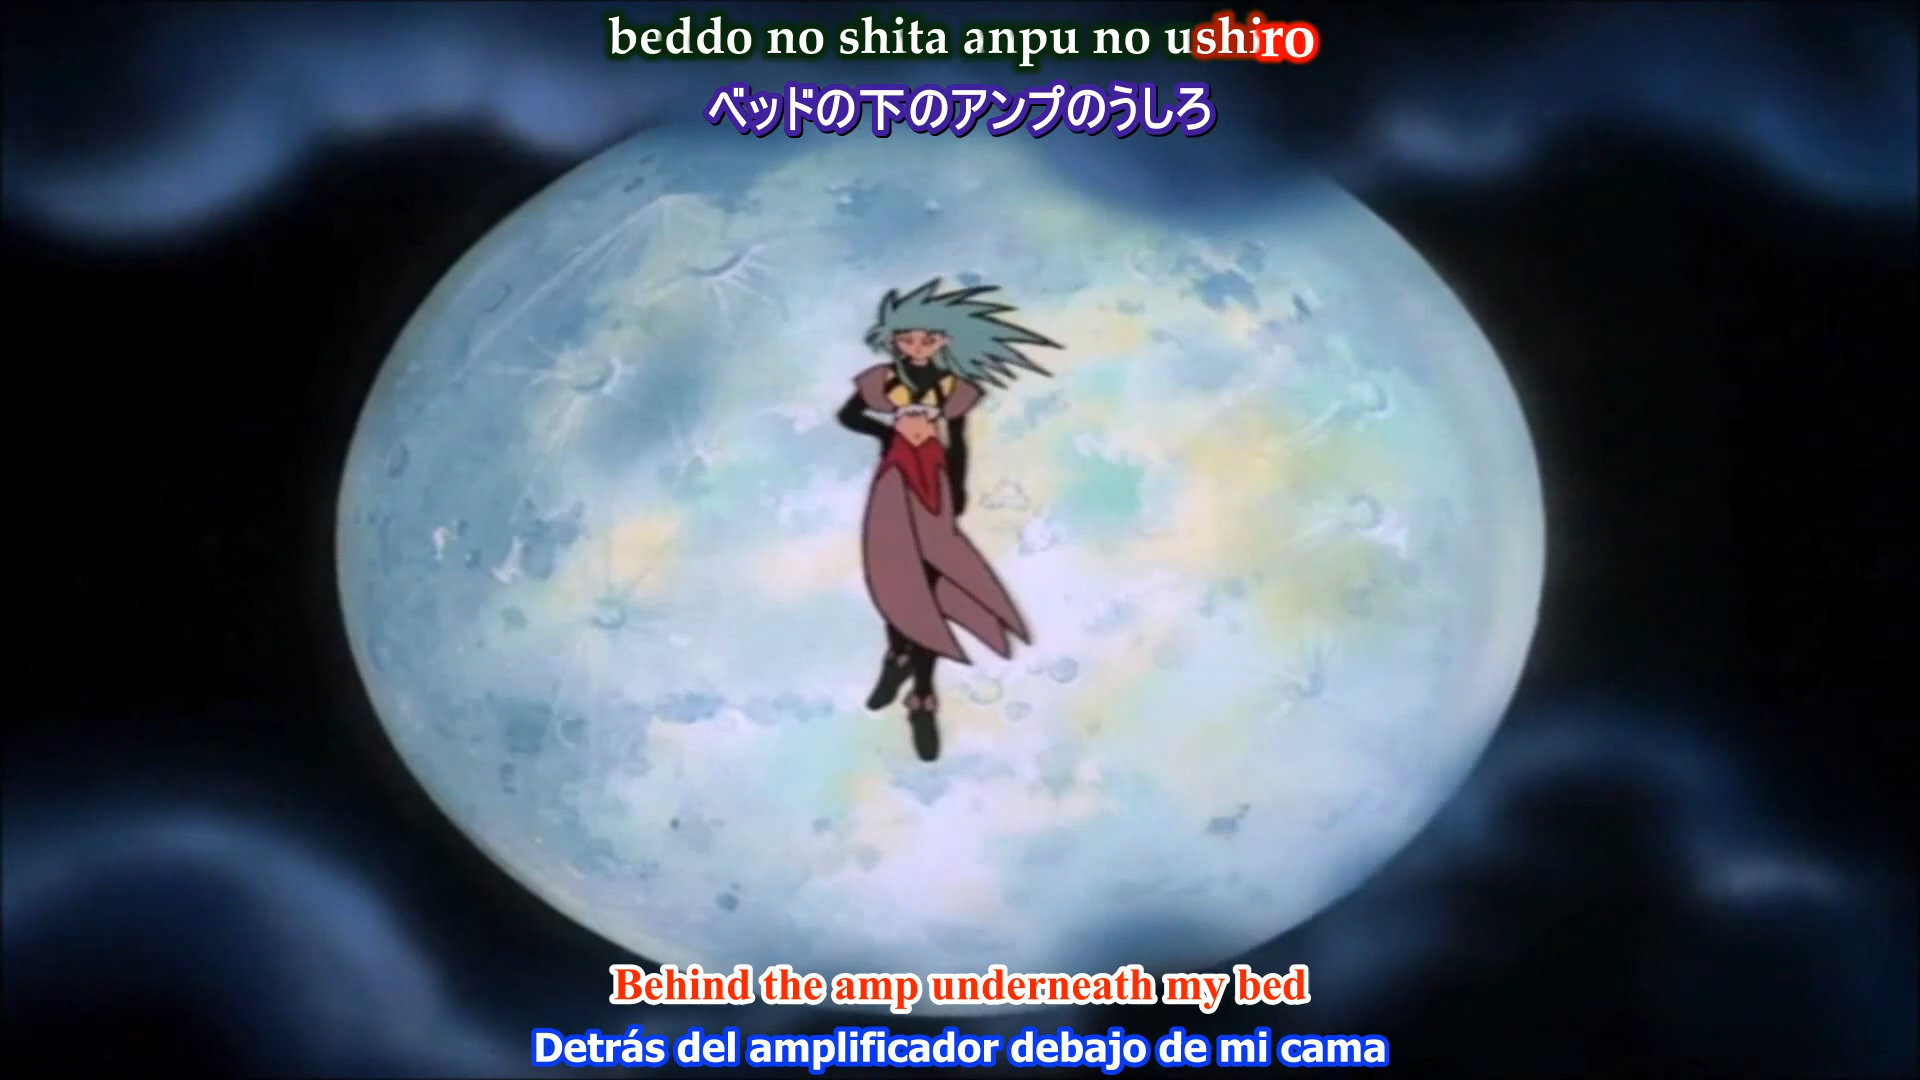 beddo no shita anpu no ushiro
ベッドの下のアンプのうしろ
Behind the amp underneath my bed
Detrás del amplificador debajo de mi cama